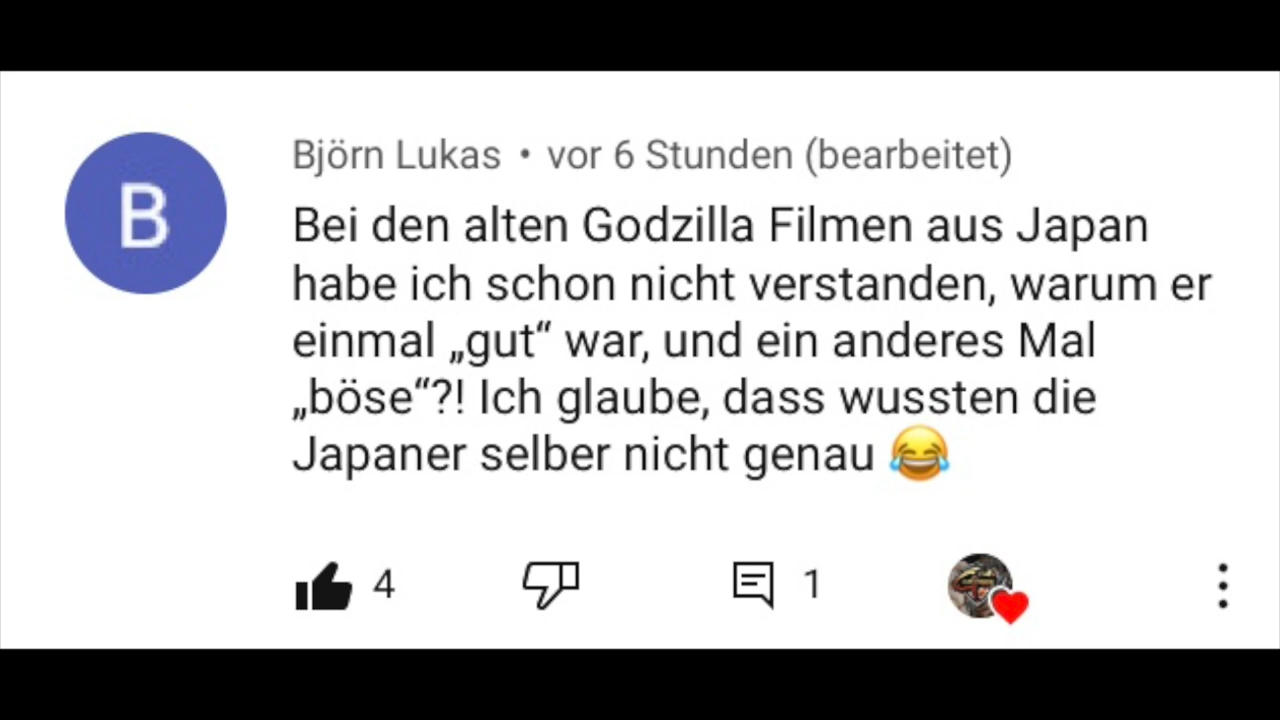 B
Björn Lukas • vor 6 Stunden (bearbeitet)
Bei den alten Godzilla Filmen aus Japan
habe ich schon nicht verstanden, warum er
einmal „gut“ war, und ein anderes Mal
„böse“?! Ich glaube, dass wussten die
Japaner selber nicht genau 😂
4 1